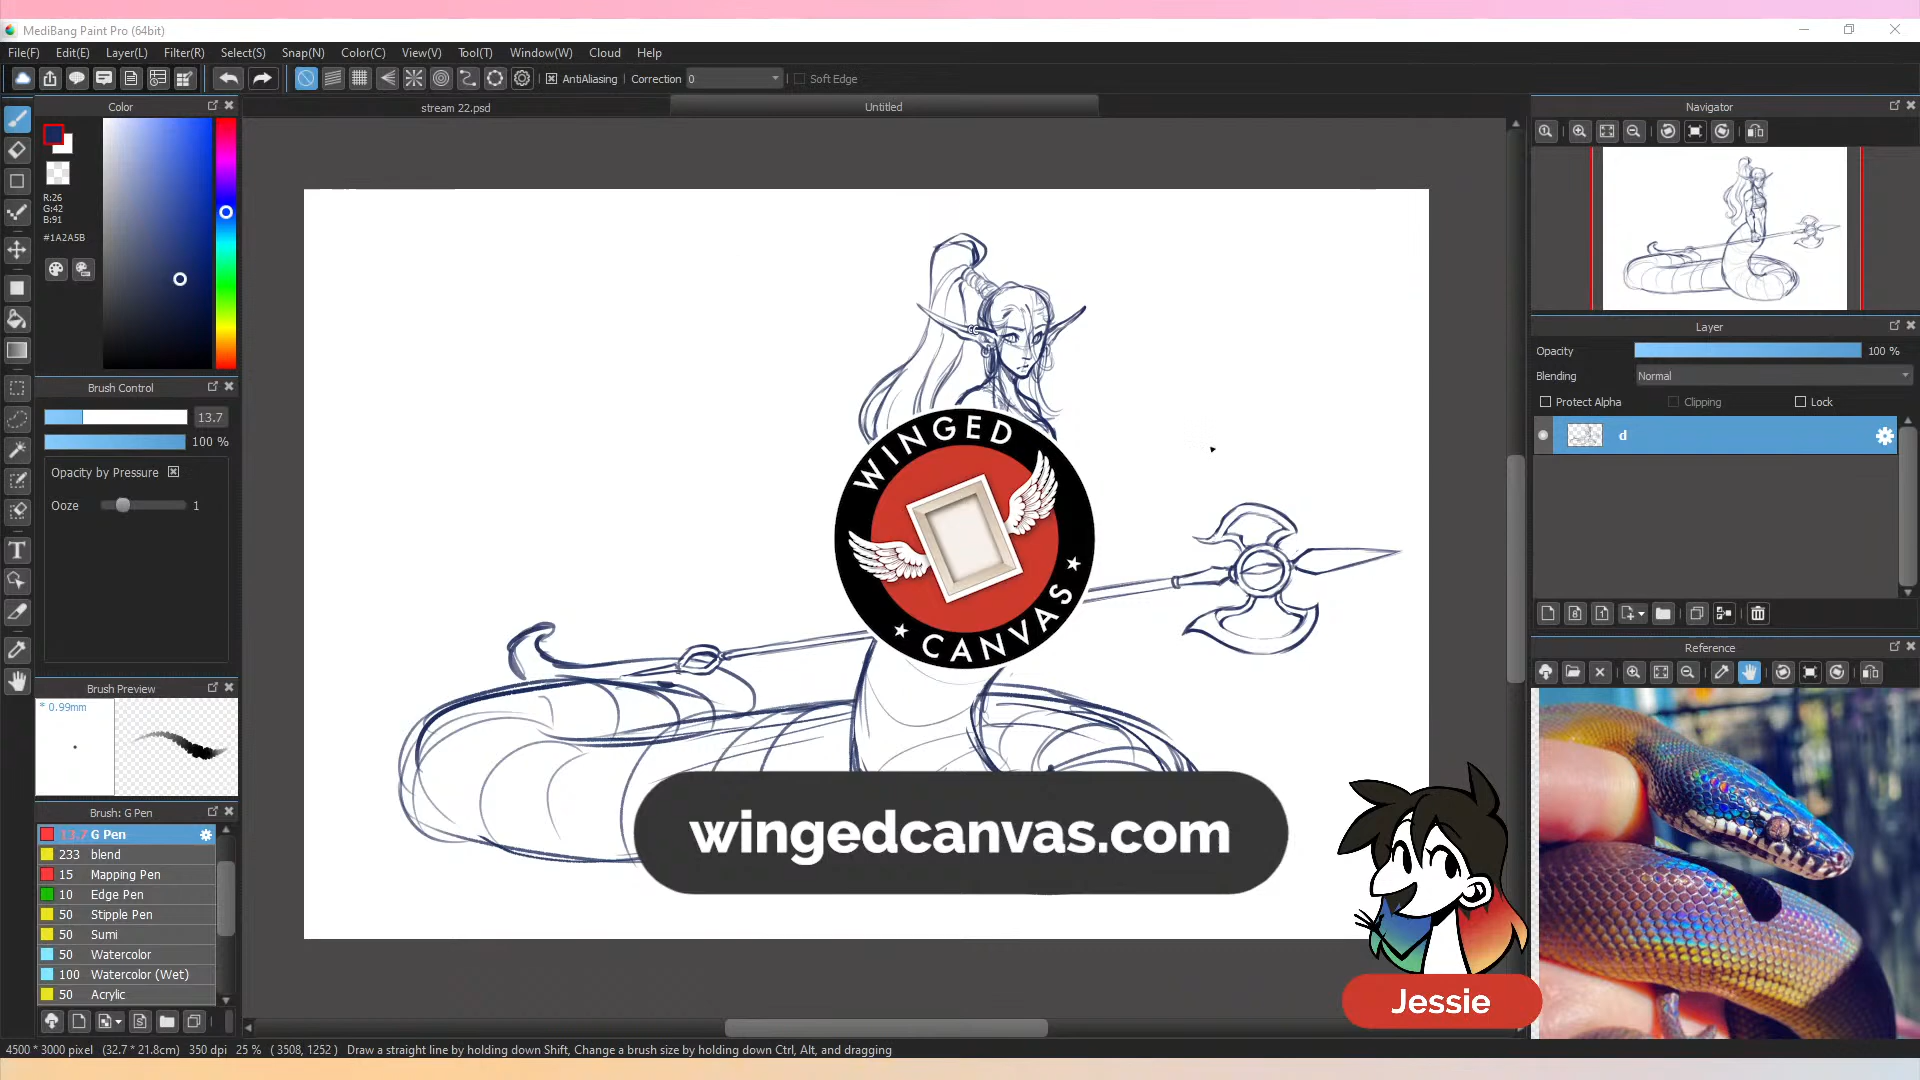 MediBang Paint Pro (64bit)
File(F) Edit(E) Layer(L) Filter(R) Select(S) Snap(N) Color(C) View(V) Tool(T) Window(W) Cloud Help
AntiAliasing Correction 0 Soft Edge
Color
stream 22.psd Untitled
Navigator
R:26
G:42
B:91
#1A2A5B
Brush Control
13.7
100 %
Opacity by Pressure
Ooze 1
Brush Preview
* 0.99mm
Brush: G Pen
13.7 G Pen
233 blend
15 Mapping Pen
10 Edge Pen
50 Stipple Pen
50 Sumi
50 Watercolor
100 Watercolor (Wet)
50 Acrylic
WINGED
CANVAS
wingedcanvas.com
Jessie
Layer
Opacity 100 %
Blending Normal
Protect Alpha Clipping Lock
d
Reference
4500 * 3000 pixel (32.7 * 21.8cm) 350 dpi 25 % ( 3508, 1252 ) Draw a straight line by holding down Shift, Change a brush size by holding down Ctrl, Alt, and dragging